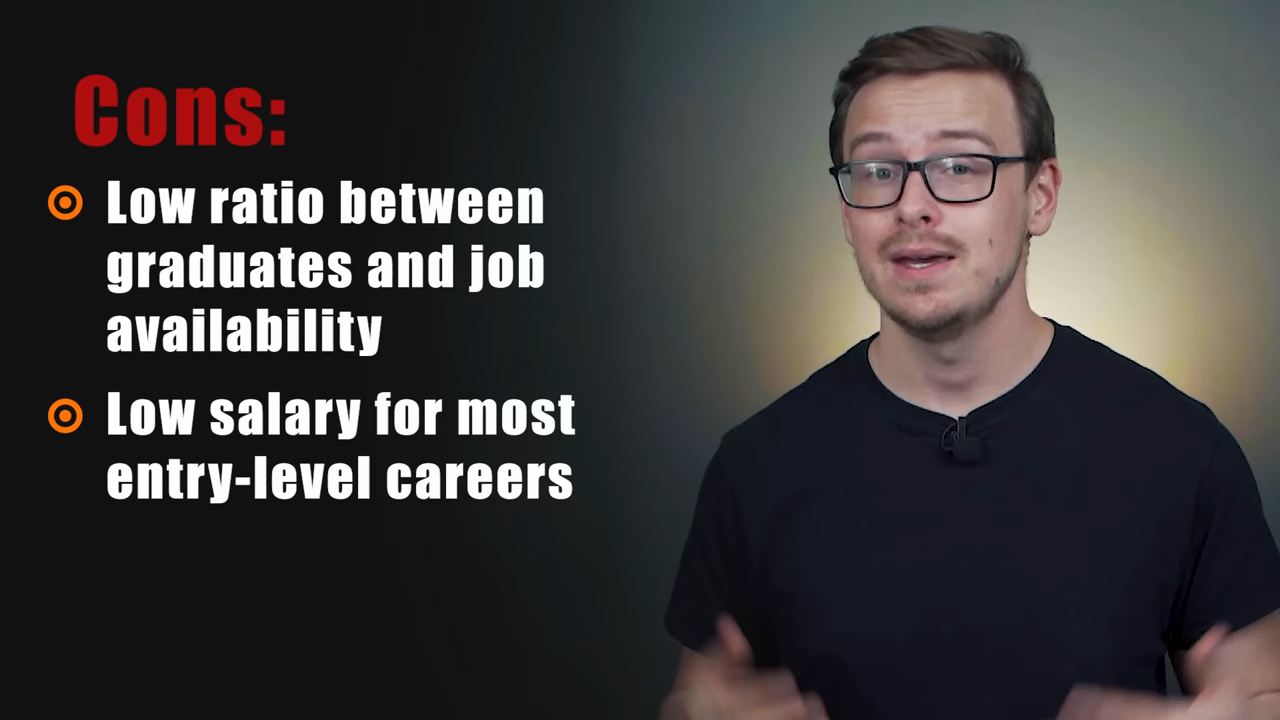 Cons:
Low ratio between
graduates and job
availability
Low salary for most
entry-level careers